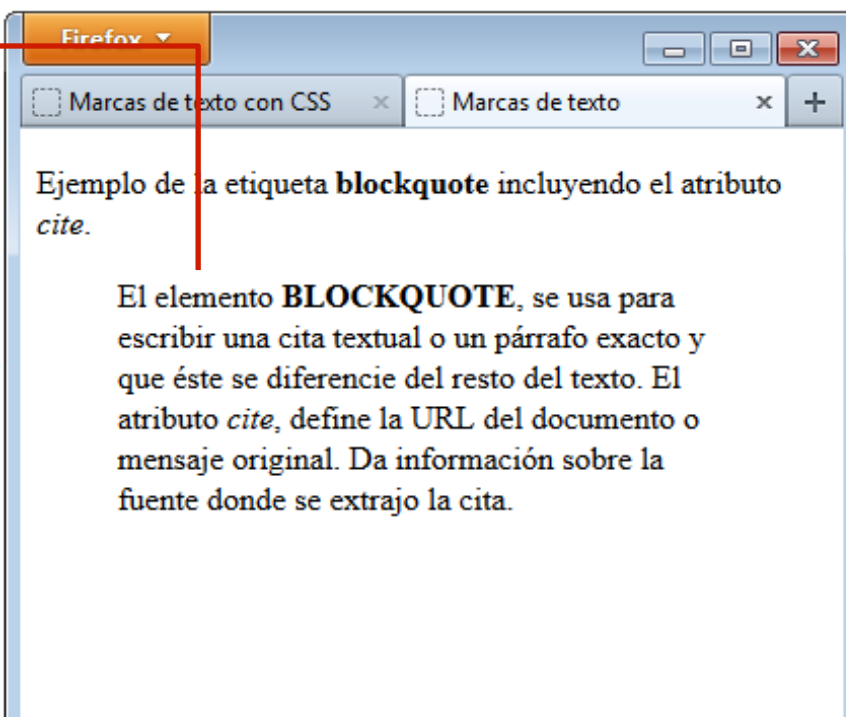 Firefox
Marcas de texto con CSS
Marcas de texto
Ejemplo de la etiqueta blockquote incluyendo el atributo
cite.
El elemento BLOCKQUOTE, se usa para
escribir una cita textual o un párrafo exacto y
que éste se diferencie del resto del texto. El
atributo cite, define la URL del documento o
mensaje original. Da información sobre la
fuente donde se extrajo la cita.